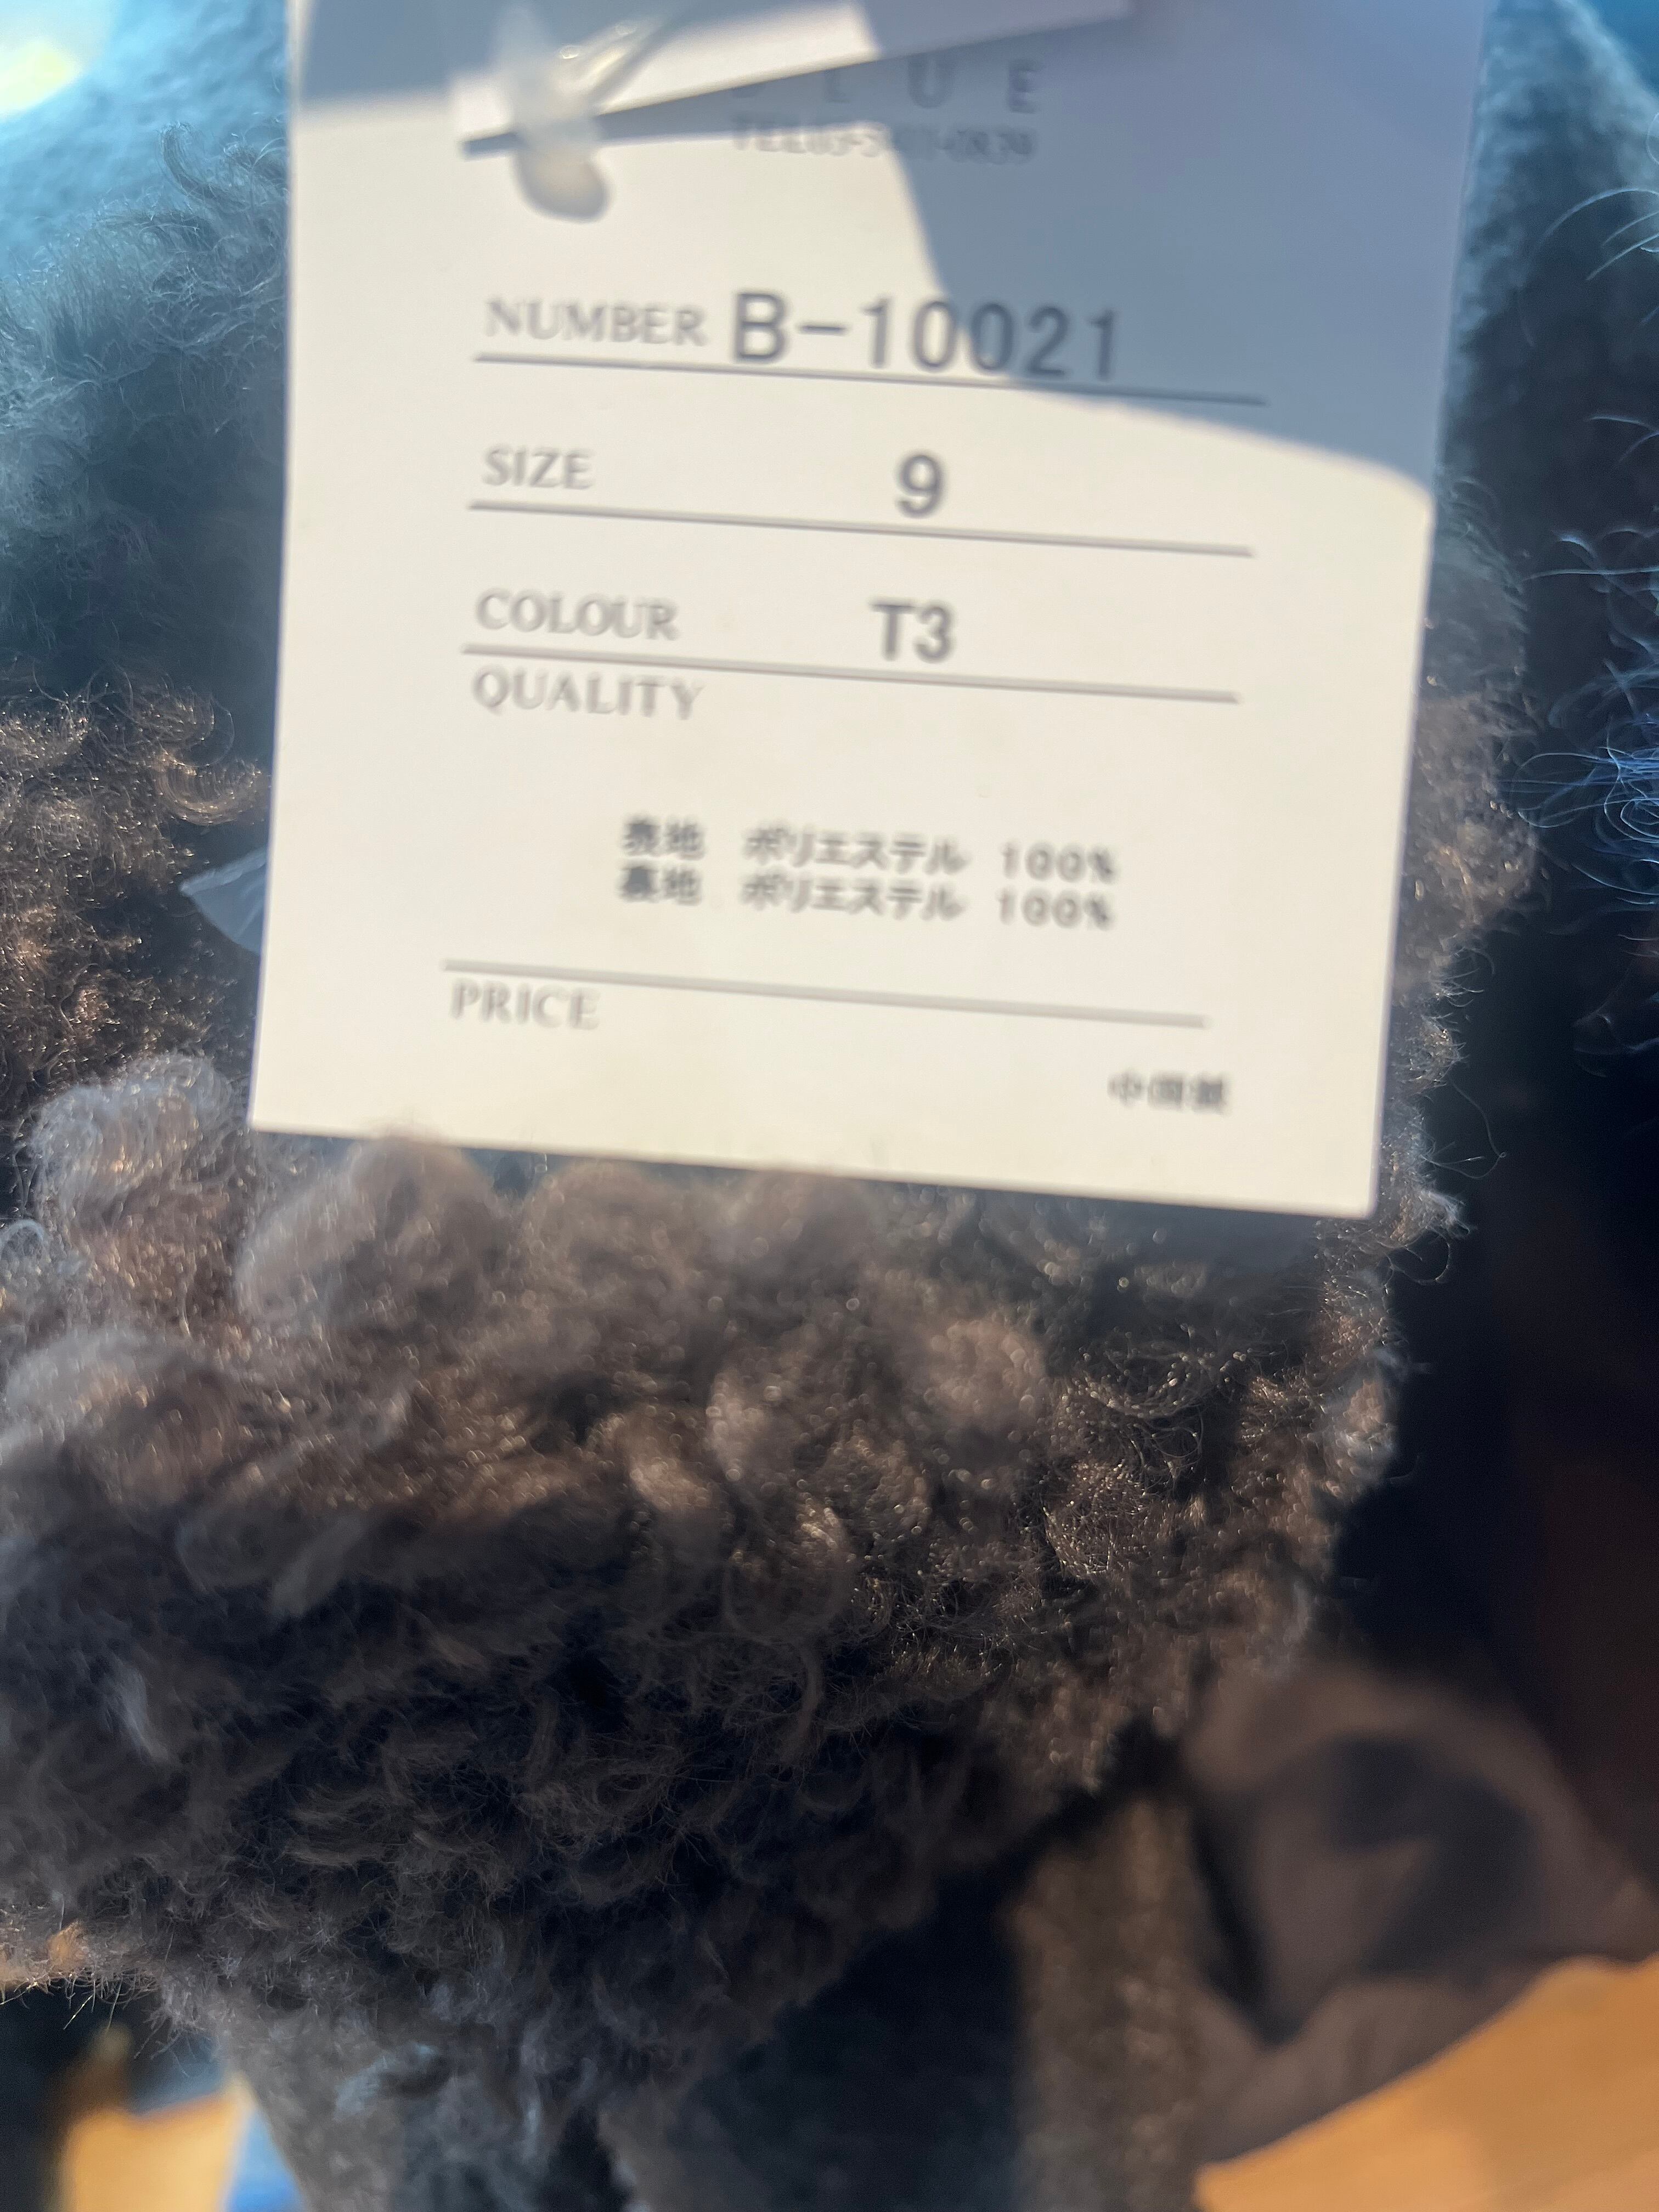 NUMBER B-10021
SIZE 9
COLOUR T3
QUALITY
表地 ポリエステル 100%
裏地 ポリエステル 100%
PRICE
中国製